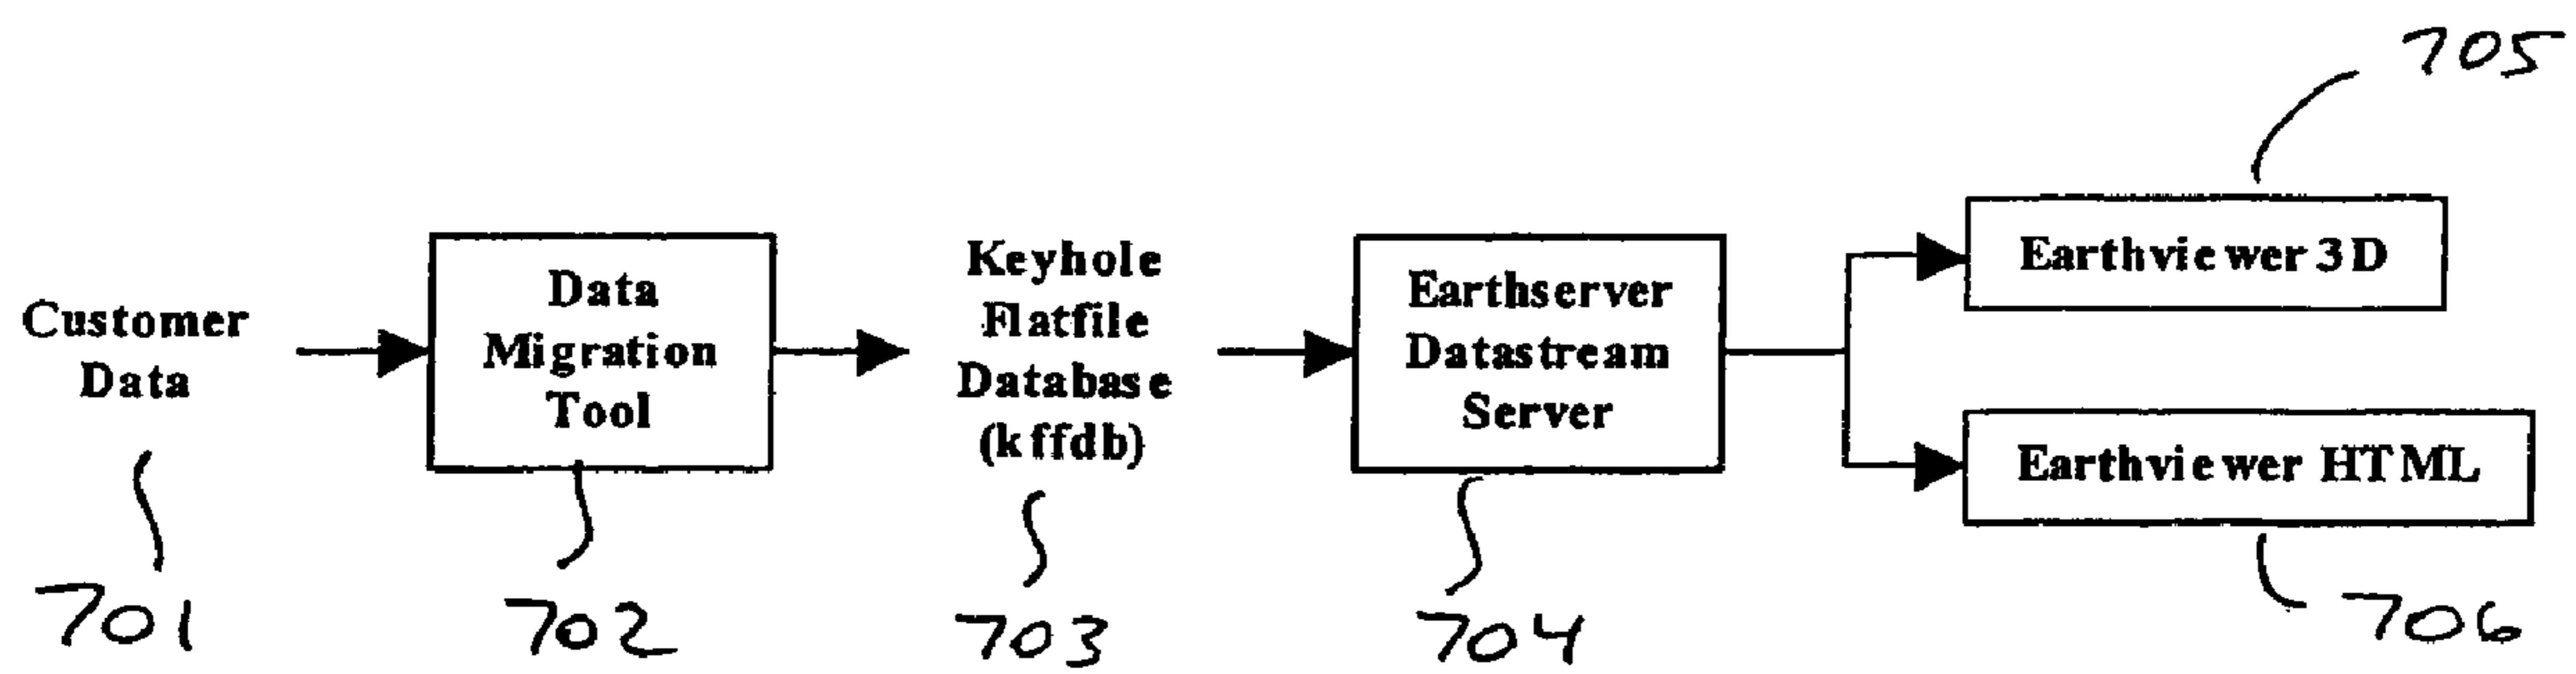 705
Customer
Data
Data
Migration
Tool
Keyhole
Flatfile
Database
(kffdb)
Earthserver
Datastream
Server
Earthviewer 3D
Earthviewer HTML
701
702
703
704
706